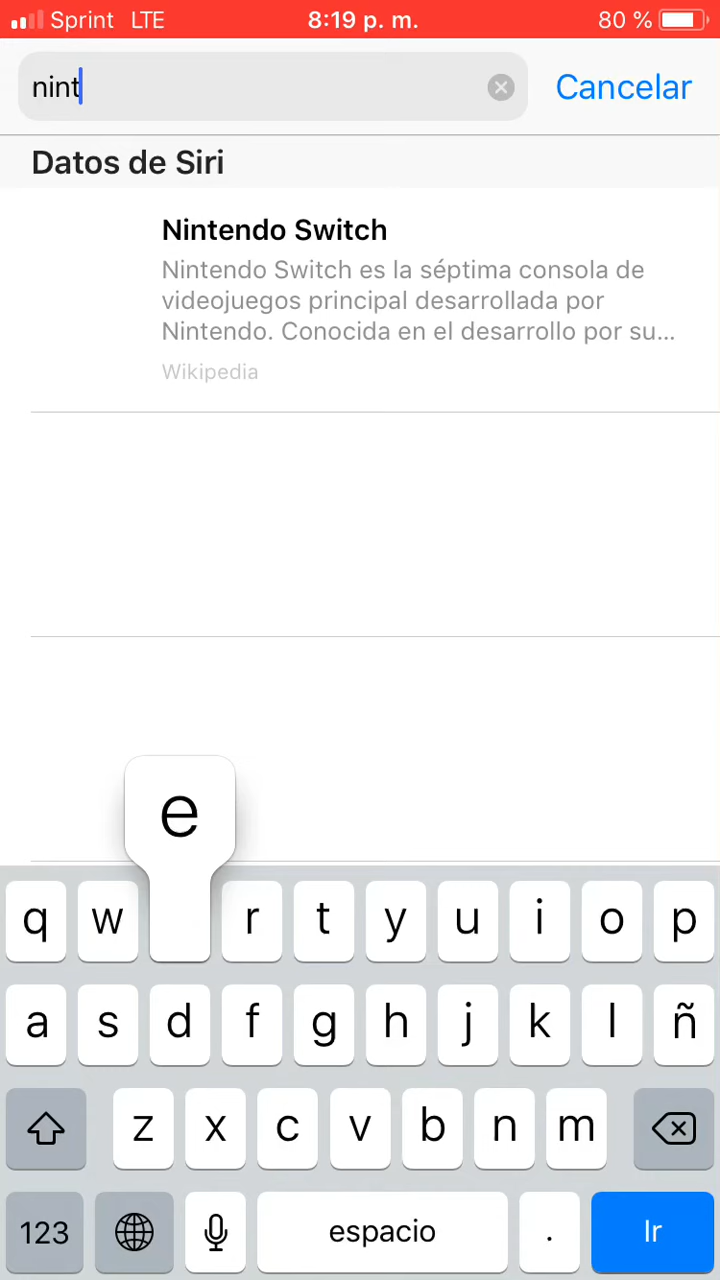 Sprint LTE 8:19 p. m. 80 %
nint Cancelar
Datos de Siri
Nintendo Switch
Nintendo Switch es la séptima consola de
videojuegos principal desarrollada por
Nintendo. Conocida en el desarrollo por su...
Wikipedia
e
q w r t y u i o p
a s d f g h j k l ñ
z x c v b n m
123 espacio . Ir